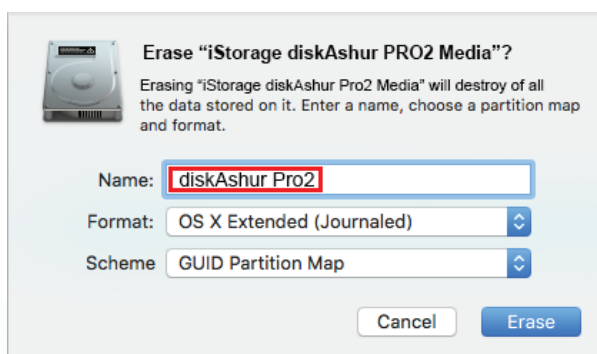 Erase “iStorage diskAshur PRO2 Media”?
Erasing “iStorage diskAshur Pro2 Media” will destroy of all
the data stored on it. Enter a name, choose a partition map
and format.
Name: diskAshur Pro2
Format: OS X Extended (Journaled)
Scheme GUID Partition Map
Cancel Erase